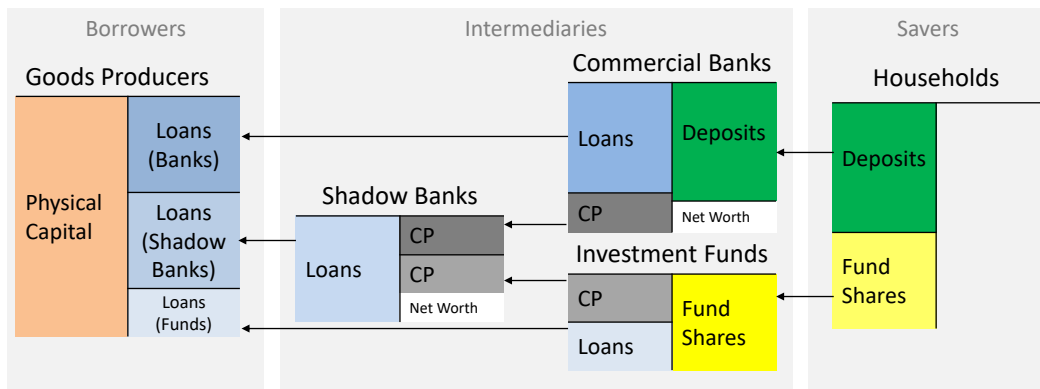 Borrowers
Intermediaries
Savers
Goods Producers
Commercial Banks
Households
Physical
Capital
Loans
(Banks)
Loans
(Shadow
Banks)
Loans
(Funds)
Shadow Banks
Loans
CP
CP
Net Worth
Loans
Deposits
CP
Net Worth
Investment Funds
CP
Loans
Fund
Shares
Deposits
Fund
Shares